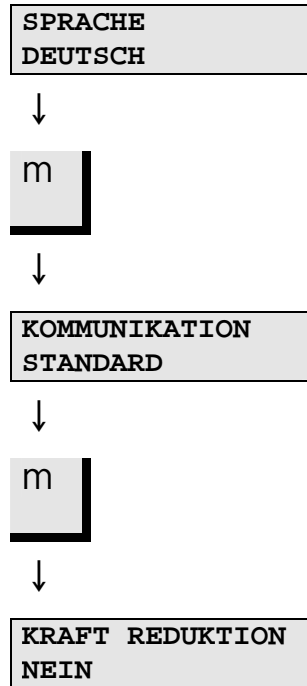 SPRACHE
DEUTSCH
↓
m
↓
KOMMUNIKATION
STANDARD
↓
m
↓
KRAFT REDUKTION
NEIN